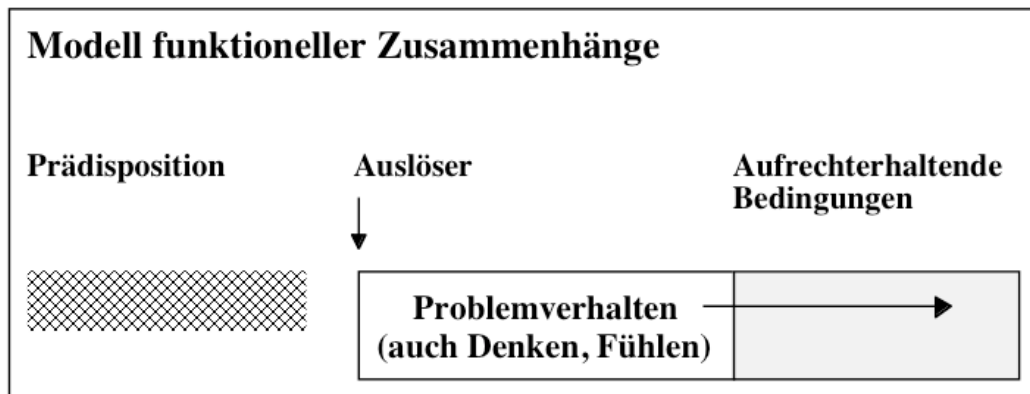 Modell funktioneller Zusammenhänge
Prädisposition
Auslöser
Aufrechterhaltende
Bedingungen
Problemverhalten
(auch Denken, Fühlen)